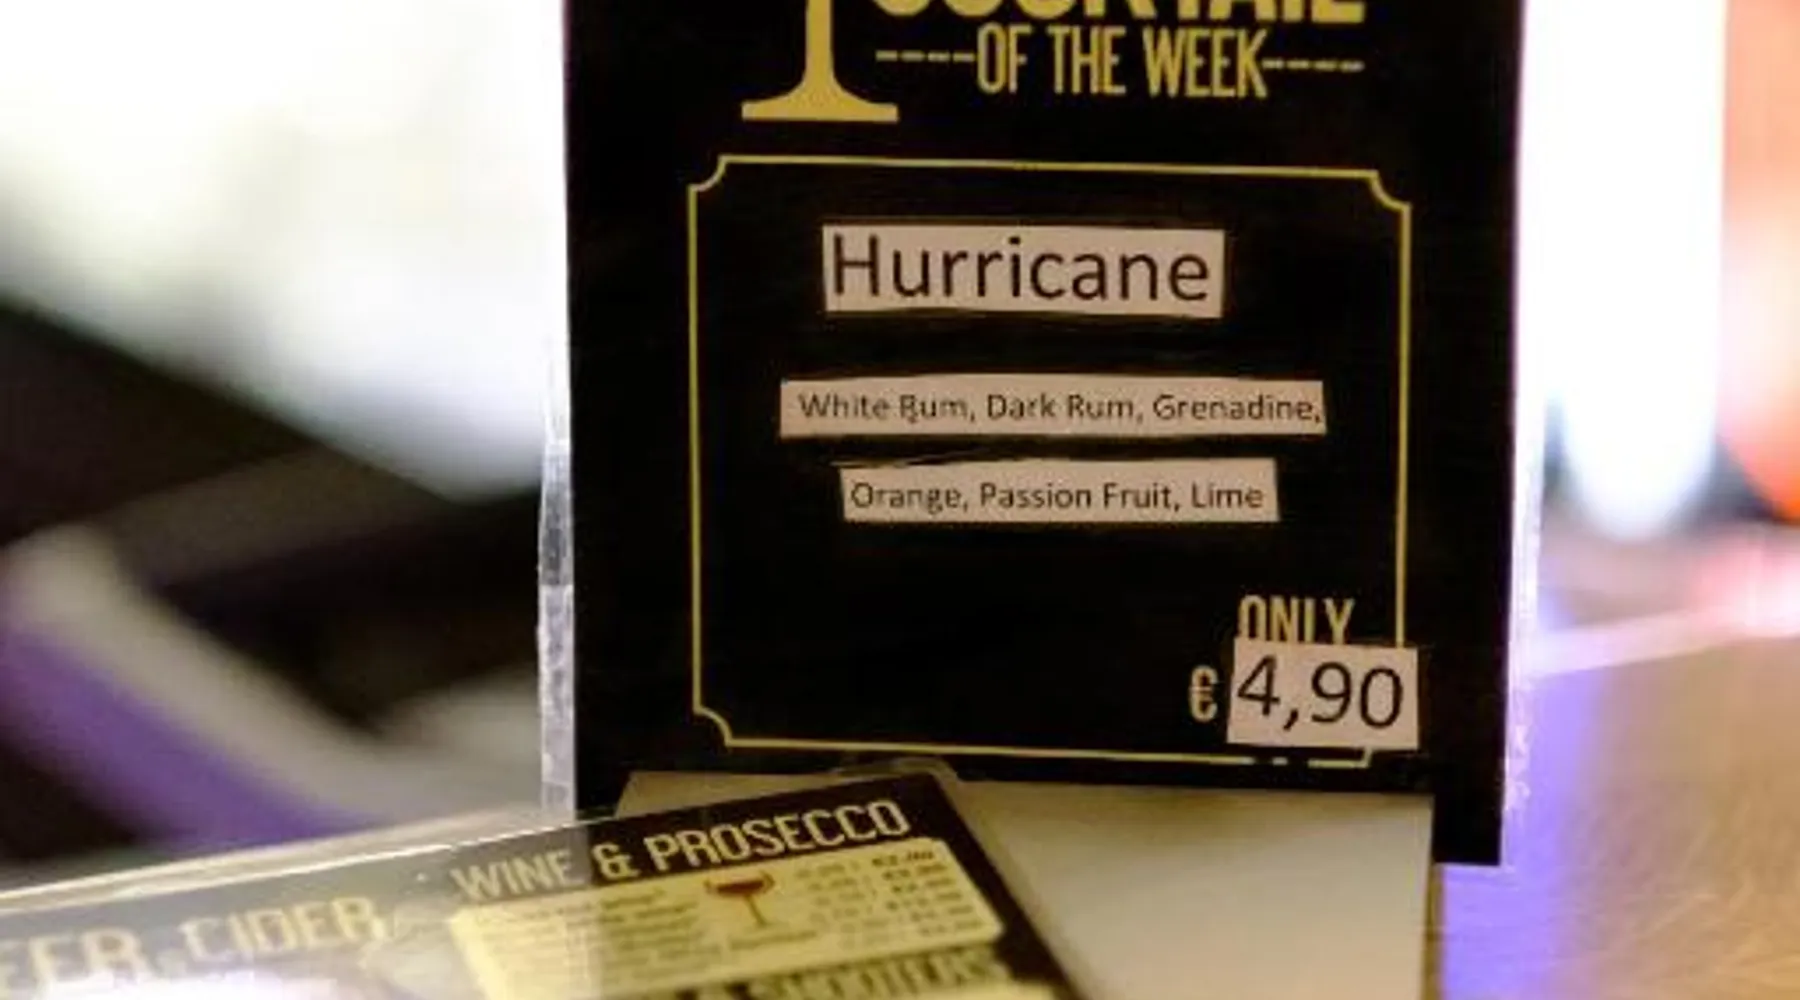 COCKTAIL
----OF THE WEEK----
Hurricane
White Rum, Dark Rum, Grenadine,
Orange, Passion Fruit, Lime
ONLY
€ 4,90
WINE & PROSECCO
CIDER